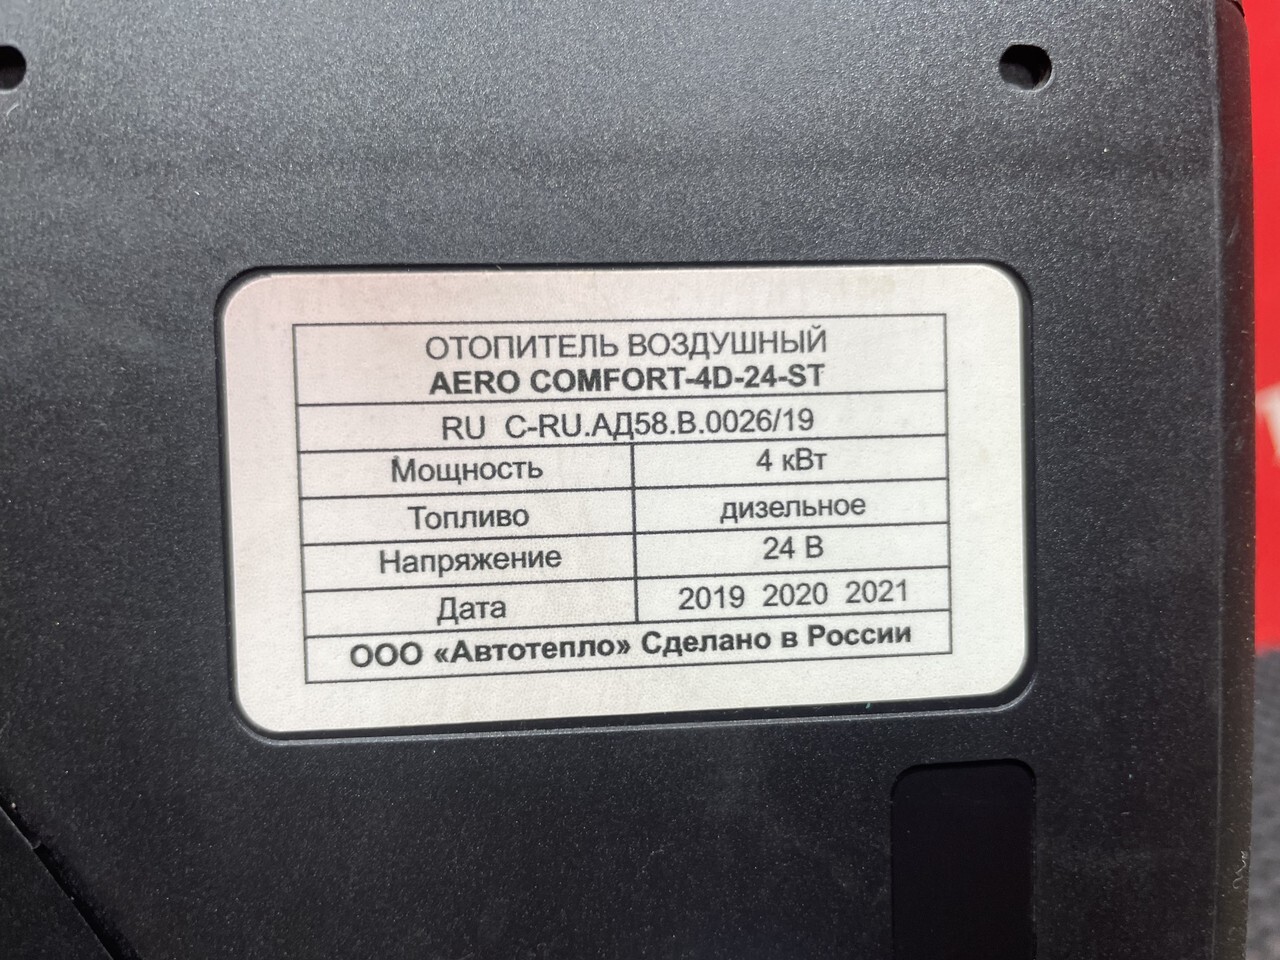 ОТОПИТЕЛЬ ВОЗДУШНЫЙ
AERO COMFORT-4D-24-ST
RU C-RU.АД58.В.0026/19
Мощность 4 кВт
Топливо дизельное
Напряжение 24 В
Дата 2019 2020 2021
ООО «Автотепло» Сделано в России